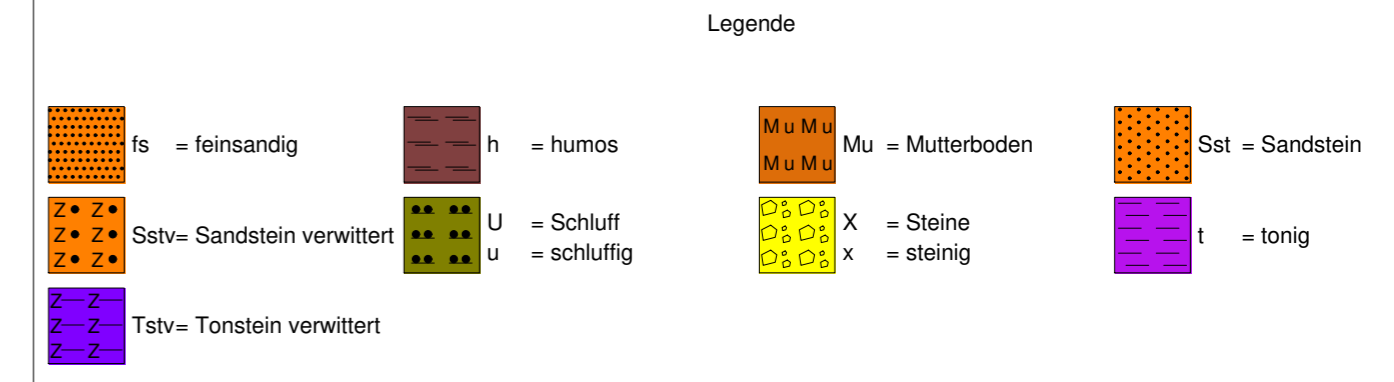 Legende
Mu Mu
Mu Mu
fs = feinsandig
h = humos
Mu = Mutterboden
Sst = Sandstein
Z Z
Z Z
Z Z
Sstv= Sandstein verwittert
U = Schluff
u = schluffig
X = Steine
x = steinig
t = tonig
Z Z
Z Z
Z Z
Tstv= Tonstein verwittert